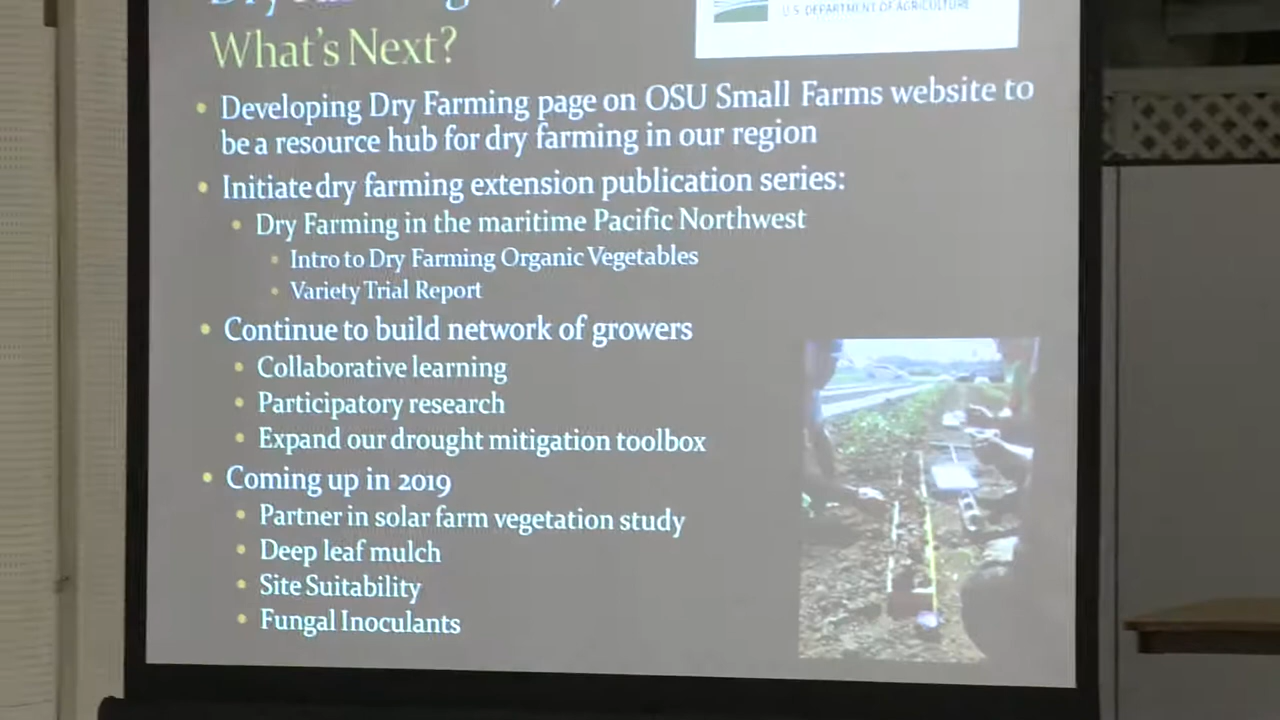 Dry
What's Next?
U.S. DEPARTMENT OF AGRICULTURE
• Developing Dry Farming page on OSU Small Farms website to
be a resource hub for dry farming in our region
• Initiate dry farming extension publication series:
• Dry Farming in the maritime Pacific Northwest
• Intro to Dry Farming Organic Vegetables
• Variety Trial Report
• Continue to build network of growers
• Collaborative learning
• Participatory research
• Expand our drought mitigation toolbox
• Coming up in 2019
• Partner in solar farm vegetation study
• Deep leaf mulch
• Site Suitability
• Fungal Inoculants